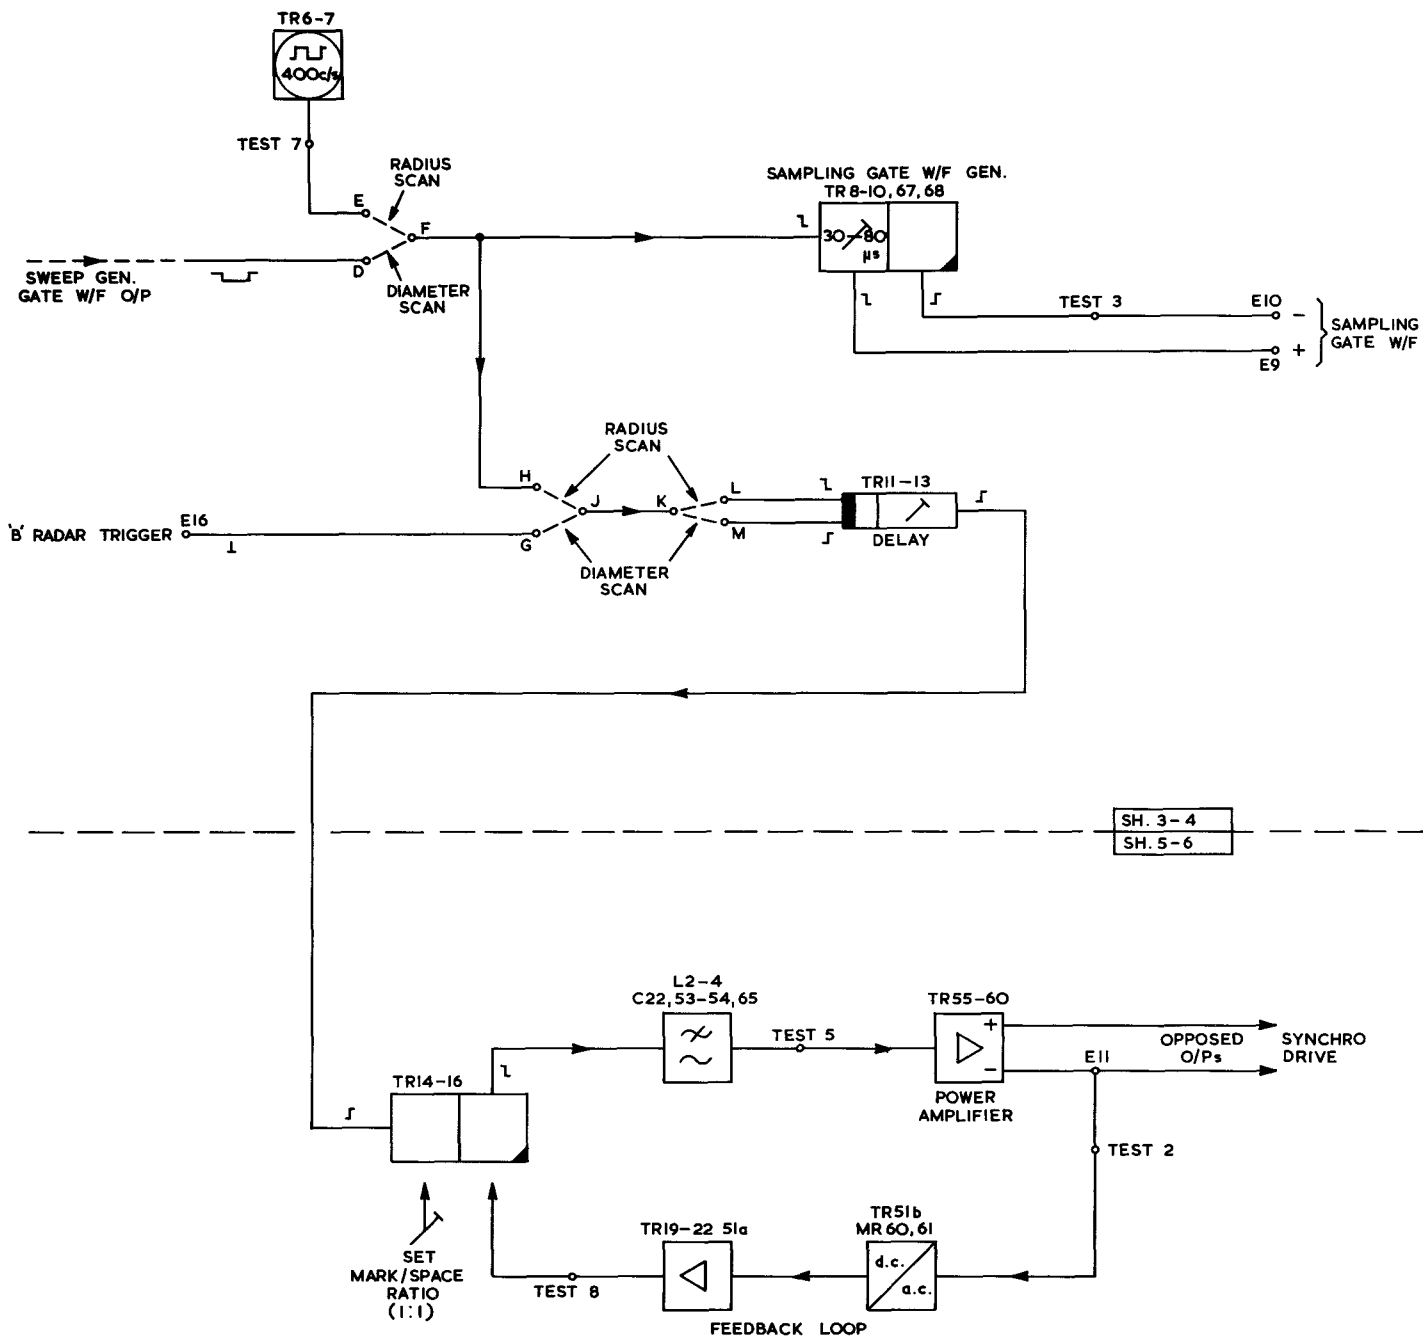 TR6-7
400c/s
TEST 7
RADIUS
SCAN
E
F
D
SWEEP GEN.
GATE W/F O/P
DIAMETER
SCAN
SAMPLING GATE W/F GEN.
TR8-10, 67, 68
30-80
μs
TEST 3
E10
-
E9
+
SAMPLING
GATE W/F
RADIUS
SCAN
H
J
K
L
M
G
'B' RADAR TRIGGER
E16
DIAMETER
SCAN
TR11-13
DELAY
SH. 3-4
SH. 5-6
L2-4
C22, 53-54, 65
TEST 5
TR55-60
+
-
POWER
AMPLIFIER
E11
OPPOSED
O/Ps
SYNCHRO
DRIVE
TEST 2
TR14-16
SET
MARK/SPACE
RATIO
(1:1)
TEST 8
TR19-22 51a
TR51b
MR60, 61
d.c.
a.c.
FEEDBACK LOOP